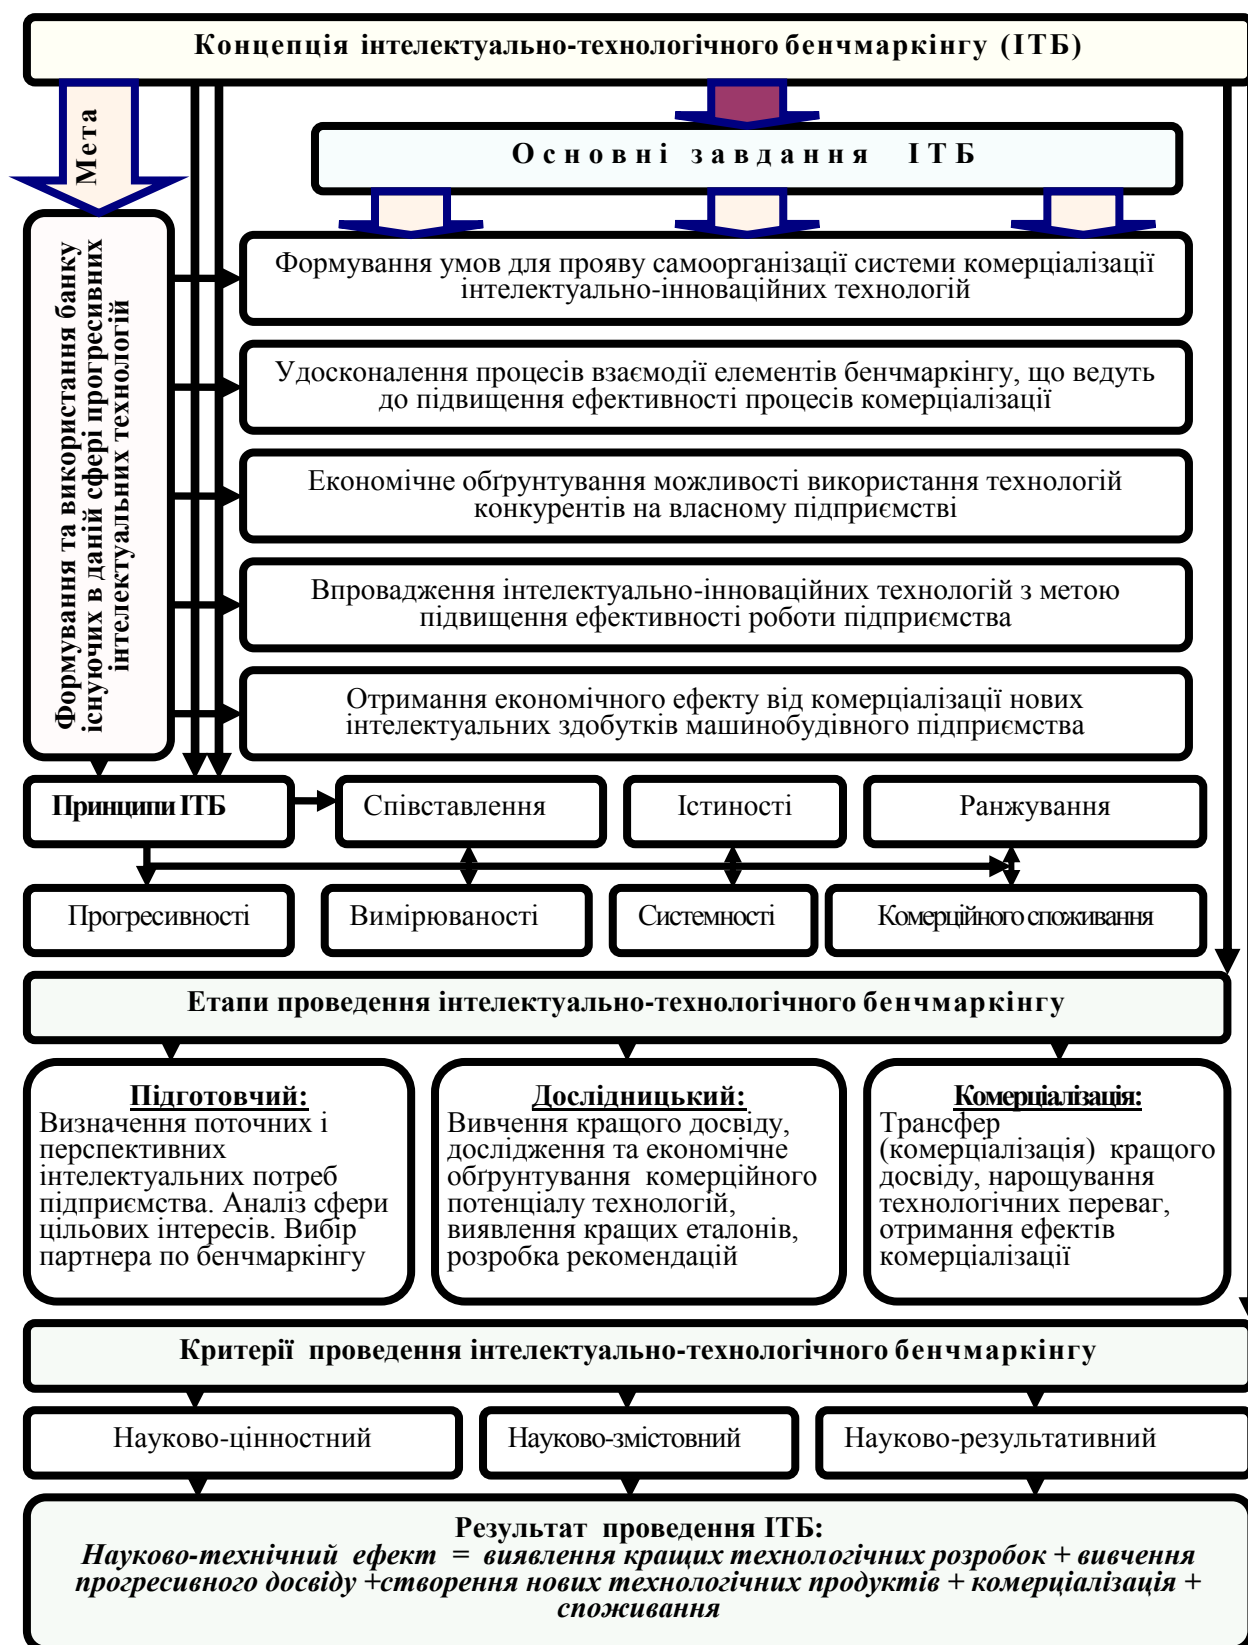 Концепція інтелектуально-технологічного бенчмаркінгу (ІТБ)
Мета
Основні завдання ІТБ
Формування та використання банку
існуючих в даній сфері прогресивних
інтелектуальних технологій
Формування умов для прояву самоорганізації системи комерціалізації
інтелектуально-інноваційних технологій
Удосконалення процесів взаємодії елементів бенчмаркінгу, що ведуть
до підвищення ефективності процесів комерціалізації
Економічне обґрунтування можливості використання технологій
конкурентів на власному підприємстві
Впровадження інтелектуально-інноваційних технологій з метою
підвищення ефективності роботи підприємства
Отримання економічного ефекту від комерціалізації нових
інтелектуальних здобутків машинобудівного підприємства
Принципи ІТБ
Співставлення
Істиності
Ранжування
Прогресивності
Вимірюваності
Системності
Комерційного споживання
Етапи проведення інтелектуально-технологічного бенчмаркінгу
Підготовчий:
Визначення поточних і
перспективних
інтелектуальних потреб
підприємства. Аналіз сфери
цільових інтересів. Вибір
партнера по бенчмаркінгу
Дослідницький:
Вивчення кращого досвіду,
дослідження та економічне
обґрунтування комерційного
потенціалу технологій,
виявлення кращих еталонів,
розробка рекомендацій
Комерціалізація:
Трансфер
(комерціалізація) кращого
досвіду, нарощування
технологічних переваг,
отримання ефектів
комерціалізації
Критерії проведення інтелектуально-технологічного бенчмаркінгу
Науково-цінностний
Науково-змістовний
Науково-результативний
Результат проведення ІТБ:
Науково-технічний ефект = виявлення кращих технологічних розробок + вивчення
прогресивного досвіду +створення нових технологічних продуктів + комерціалізація +
споживання